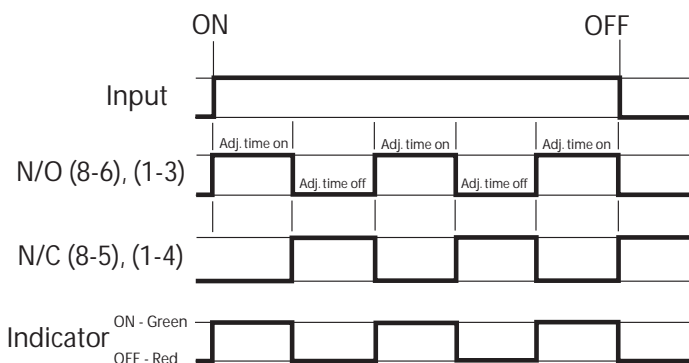 ON
OFF
Input
Adj. time on
Adj. time on
Adj. time on
N/O (8-6), (1-3)
Adj. time off
Adj. time off
N/C (8-5), (1-4)
ON - Green
Indicator
OFF - Red